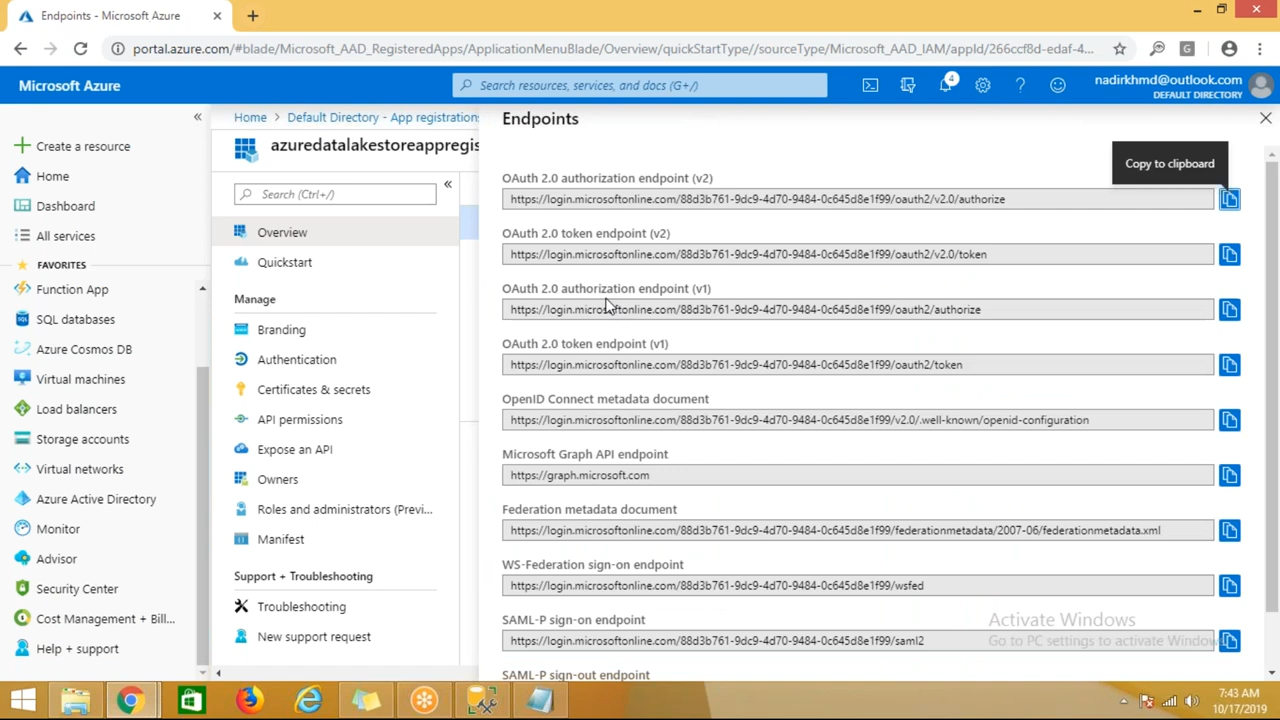 Endpoints - Microsoft Azure
portal.azure.com/#blade/Microsoft_AAD_RegisteredApps/ApplicationMenuBlade/Overview/quickStartType//sourceType/Microsoft_AAD_IAM/appId/266ccf8d-edaf-4...
Microsoft Azure
Search resources, services, and docs (G+/)
4
nadirkhmd@outlook.com
DEFAULT DIRECTORY
Create a resource
Home
Dashboard
All services
FAVORITES
Function App
SQL databases
Azure Cosmos DB
Virtual machines
Load balancers
Storage accounts
Virtual networks
Azure Active Directory
Monitor
Advisor
Security Center
Cost Management + Bill...
Help + support
Home
Default Directory - App registrations
azuredatalakestoreappregis
Search (Ctrl+/)
Overview
Quickstart
Manage
Branding
Authentication
Certificates & secrets
API permissions
Expose an API
Owners
Roles and administrators (Previ...
Manifest
Support + Troubleshooting
Troubleshooting
New support request
Endpoints
Copy to clipboard
OAuth 2.0 authorization endpoint (v2)
https://login.microsoftonline.com/88d3b761-9dc9-4d70-9484-0c645d8e1f99/oauth2/v2.0/authorize
OAuth 2.0 token endpoint (v2)
https://login.microsoftonline.com/88d3b761-9dc9-4d70-9484-0c645d8e1f99/oauth2/v2.0/token
OAuth 2.0 authorization endpoint (v1)
https://login.microsoftonline.com/88d3b761-9dc9-4d70-9484-0c645d8e1f99/oauth2/authorize
OAuth 2.0 token endpoint (v1)
https://login.microsoftonline.com/88d3b761-9dc9-4d70-9484-0c645d8e1f99/oauth2/token
OpenID Connect metadata document
https://login.microsoftonline.com/88d3b761-9dc9-4d70-9484-0c645d8e1f99/v2.0/.well-known/openid-configuration
Microsoft Graph API endpoint
https://graph.microsoft.com
Federation metadata document
https://login.microsoftonline.com/88d3b761-9dc9-4d70-9484-0c645d8e1f99/federationmetadata/2007-06/federationmetadata.xml
WS-Federation sign-on endpoint
https://login.microsoftonline.com/88d3b761-9dc9-4d70-9484-0c645d8e1f99/wsfed
SAML-P sign-on endpoint
https://login.microsoftonline.com/88d3b761-9dc9-4d70-9484-0c645d8e1f99/saml2
SAML-P sign-out endpoint
Activate Windows
Go to PC settings to activate Windows
7:43 AM
10/17/2019